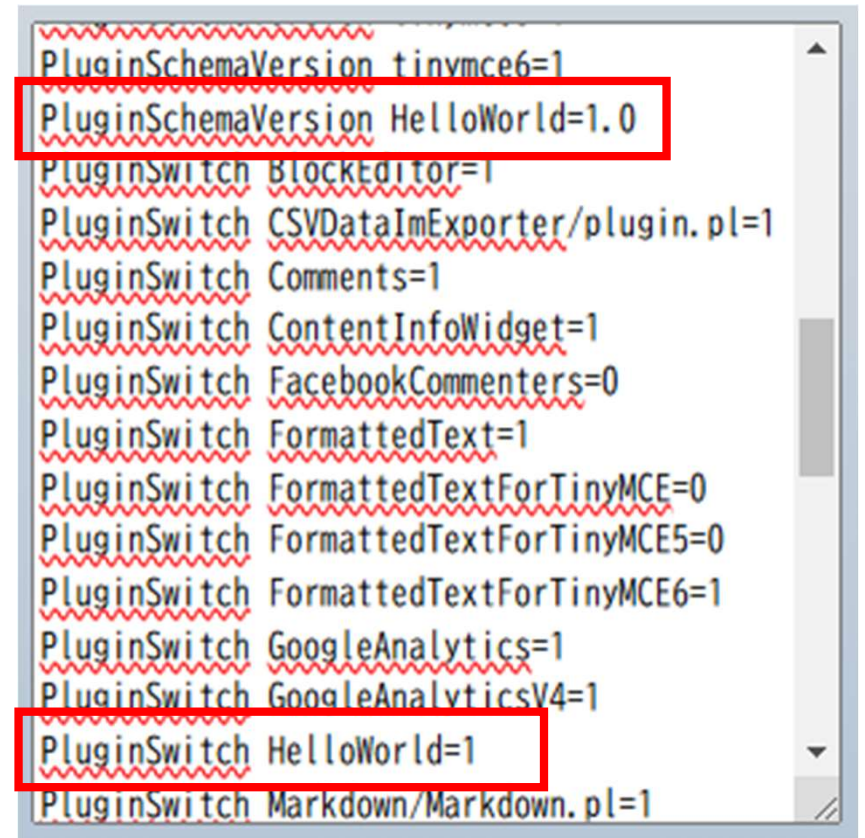 PluginSchemaVersion tinymce6=1
PluginSchemaVersion HelloWorld=1.0
PluginSwitch BlockEditor=1
PluginSwitch CSVDataImExporter/plugin.pl=1
PluginSwitch Comments=1
PluginSwitch ContentInfoWidget=1
PluginSwitch FacebookCommenters=0
PluginSwitch FormattedText=1
PluginSwitch FormattedTextForTinyMCE=0
PluginSwitch FormattedTextForTinyMCE5=0
PluginSwitch FormattedTextForTinyMCE6=1
PluginSwitch GoogleAnalytics=1
PluginSwitch GoogleAnalyticsV4=1
PluginSwitch HelloWorld=1
PluginSwitch Markdown/Markdown.pl=1